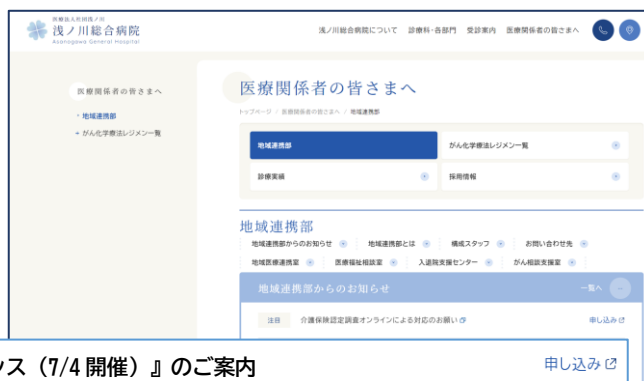 医療法人社団浅ノ川
浅ノ川総合病院
Asanogawa General Hospital
浅ノ川総合病院について 診療科・各部門 受診案内 医療関係者の皆さまへ
医療関係者の皆さまへ
・地域連携部
+ がん化学療法レジメン一覧
医療関係者の皆さまへ
トップページ / 医療関係者の皆さまへ / 地域連携部
地域連携部 がん化学療法レジメン一覧
診療実績 採用情報
地域連携部
地域連携部からのお知らせ 地域連携部とは 構成スタッフ お問い合わせ先
地域医療連携室 医療福祉相談室 入退院支援センター がん相談支援室
地域連携部からのお知らせ 一覧へ
注目 介護保険認定調査オンラインによる対応のお願い 申し込み
ンス（7/4 開催）』のご案内 申し込み